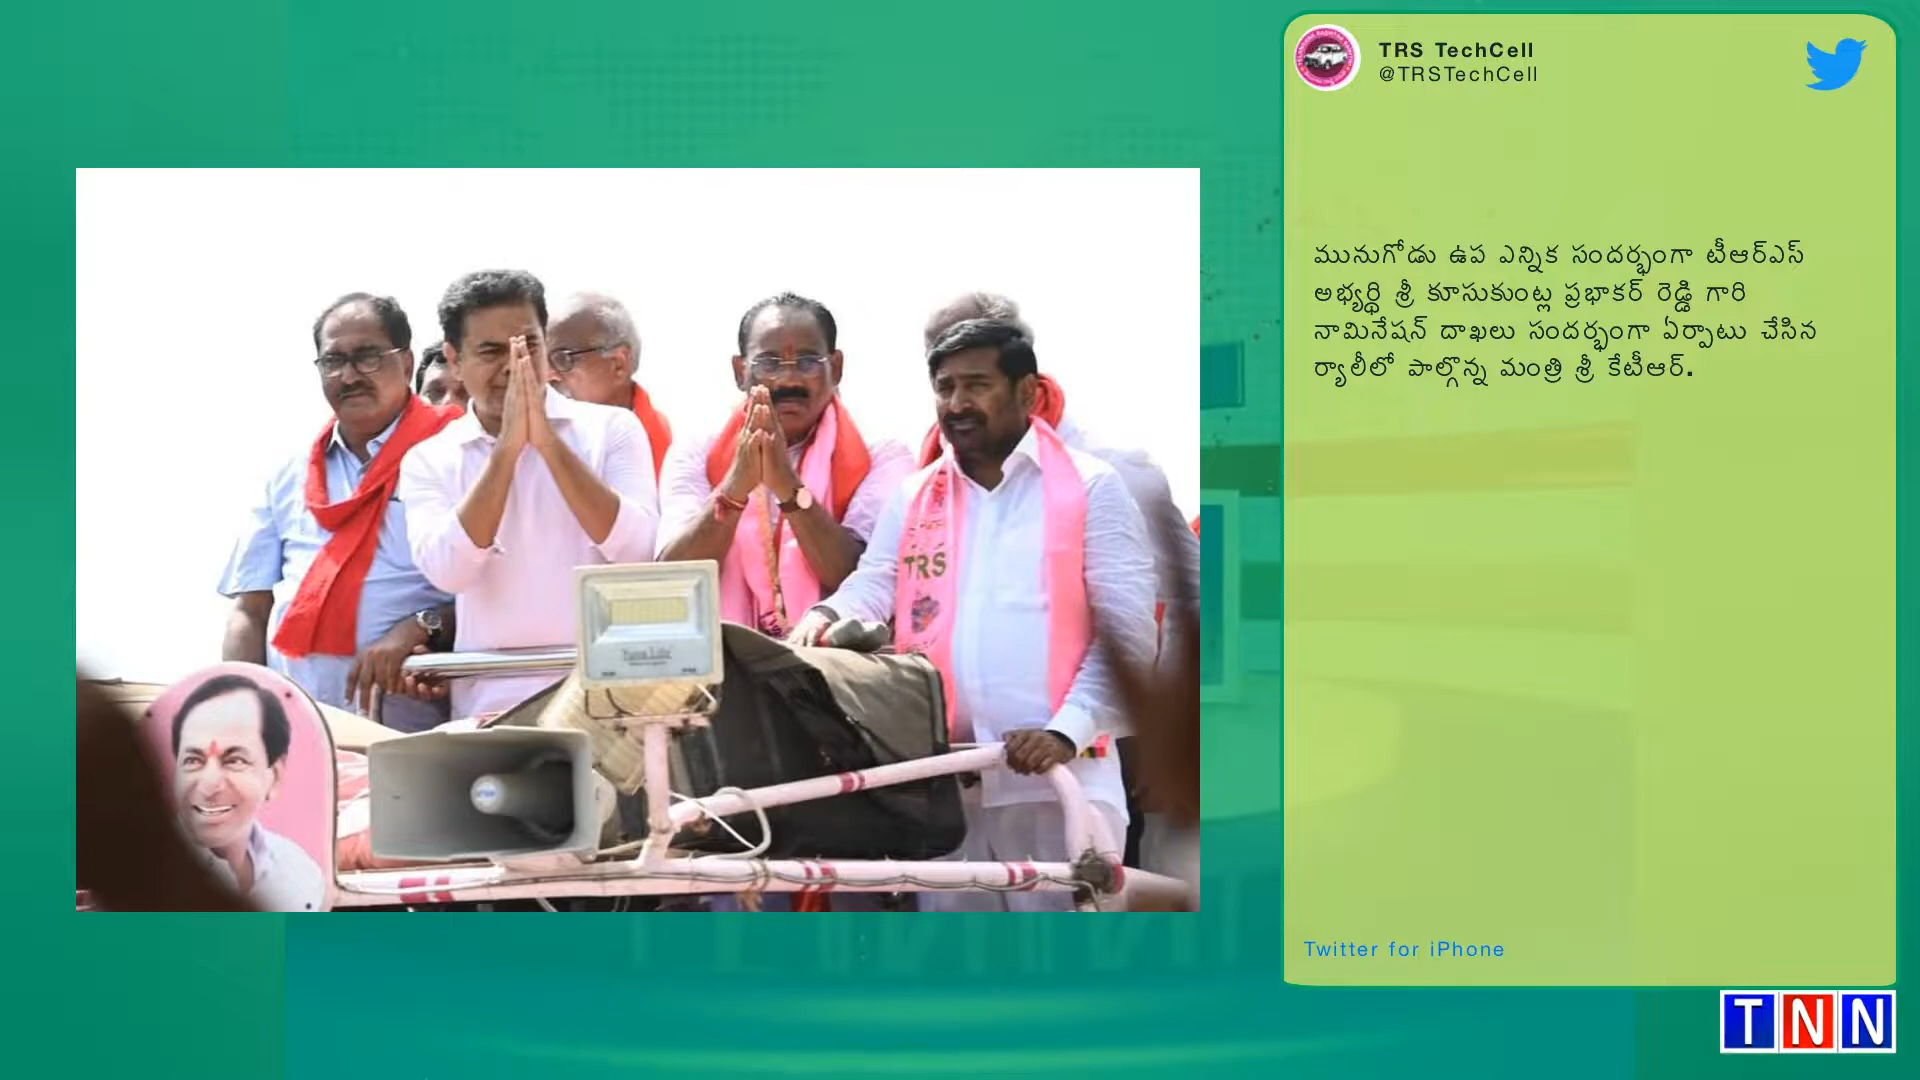 TRS TechCell
@TRSTechCell
మునుగోడు ఉప ఎన్నిక సందర్భంగా టీఆర్ఎస్
అభ్యర్థి శ్రీ కూసుకుంట్ల ప్రభాకర్ రెడ్డి గారి
నామినేషన్ దాఖలు సందర్భంగా ఏర్పాటు చేసిన
ర్యాలీలో పాల్గొన్న మంత్రి శ్రీ కేటీఆర్.
TRS
Twitter for iPhone
TNN